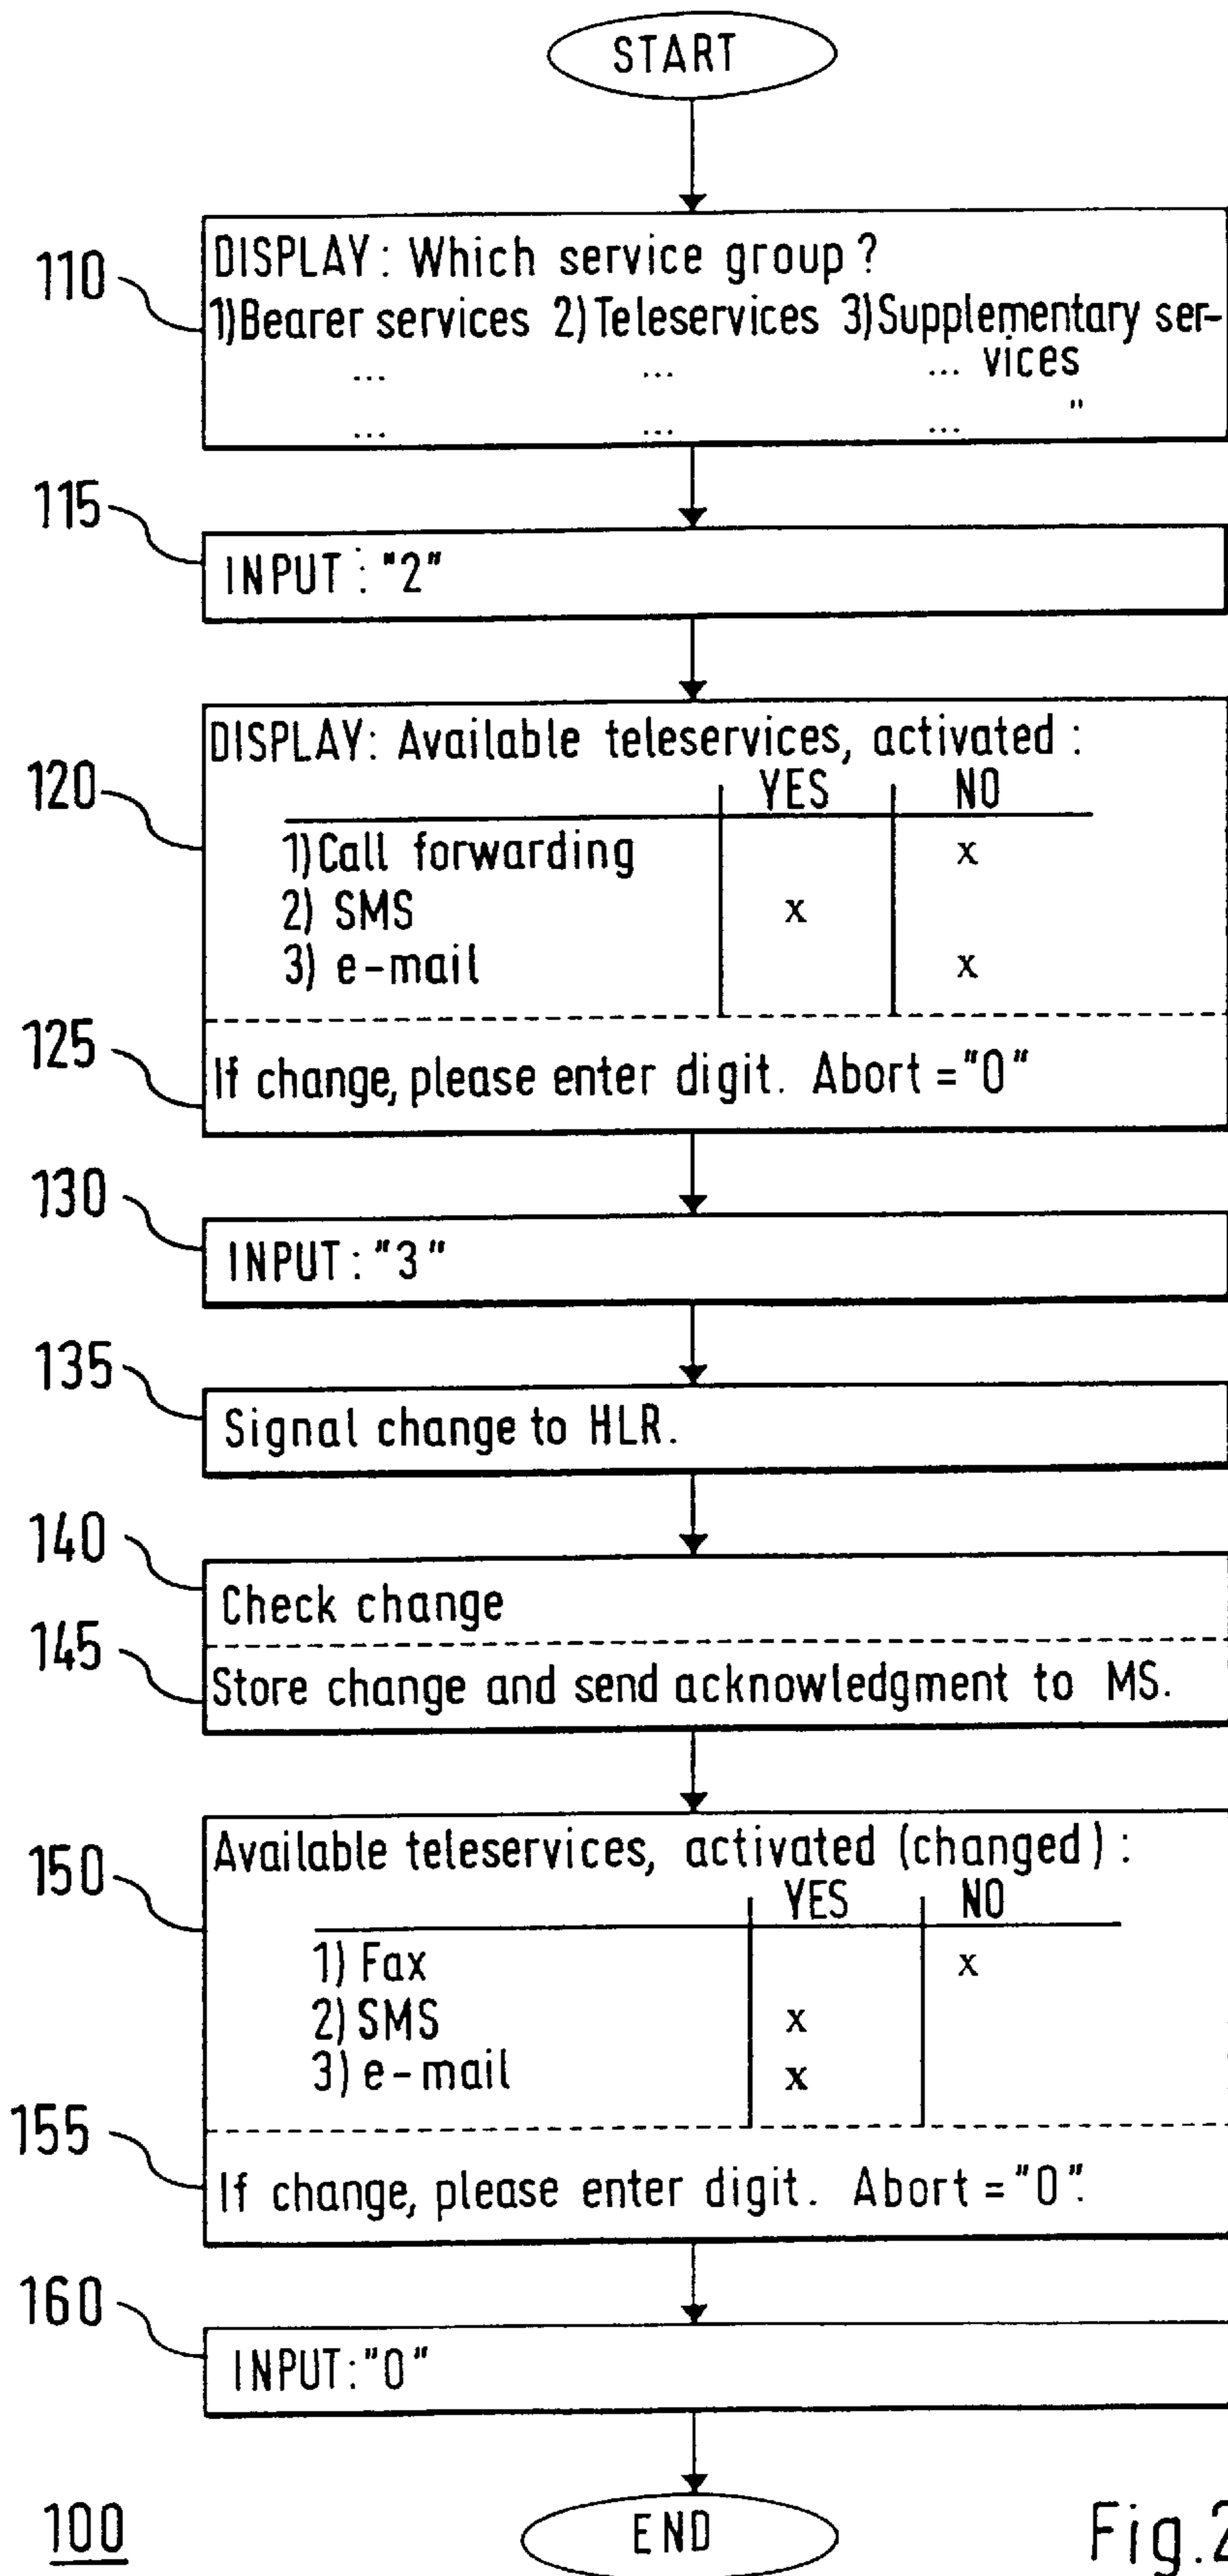 START
110
DISPLAY: Which service group?
1)Bearer services 2)Teleservices 3)Supplementary ser-
... ... ... vices
... ... ... "
115
INPUT: "2"
120
DISPLAY: Available teleservices, activated:
YES NO
1)Call forwarding x
2) SMS x
3) e-mail x
125
If change, please enter digit. Abort="0"
130
INPUT: "3"
135
Signal change to HLR.
140
Check change
145
Store change and send acknowledgment to MS.
150
Available teleservices, activated (changed):
YES NO
1) Fax x
2) SMS x
3) e-mail x
155
If change, please enter digit. Abort="0".
160
INPUT: "0"
100
END
Fig.2